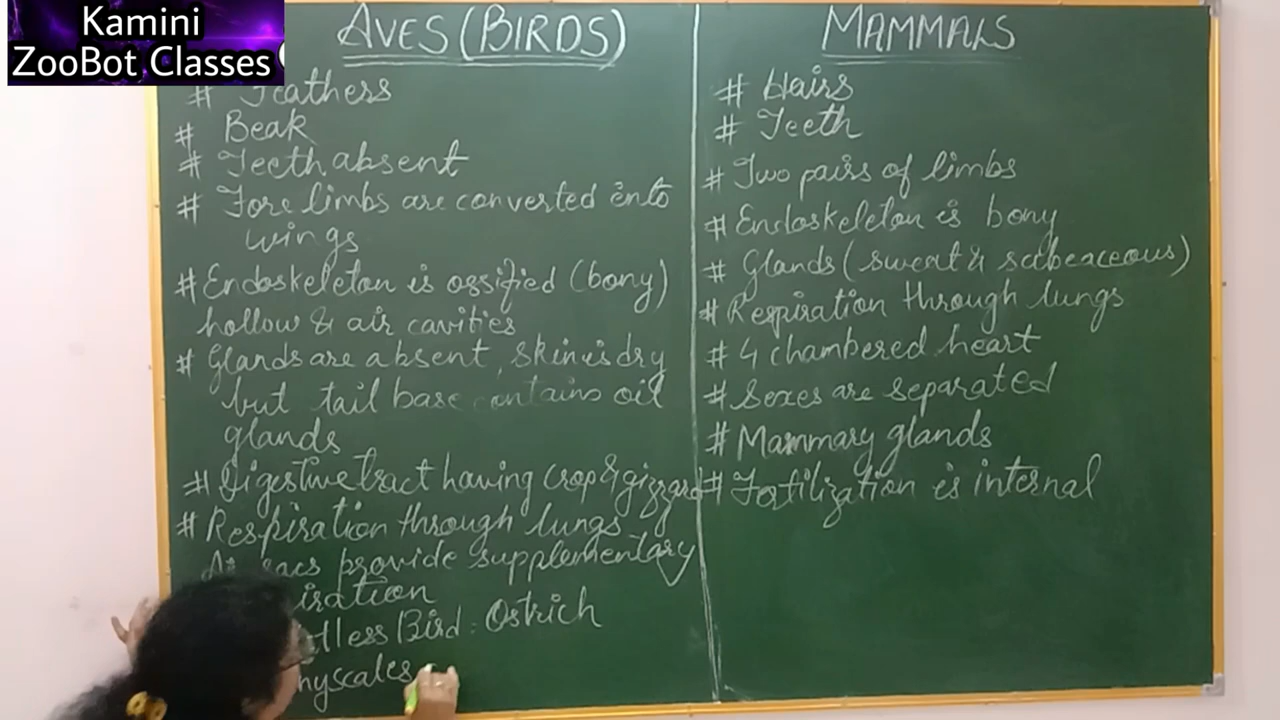 Kamini
ZooBot Classes
AVES (BIRDS)
# Feathers
# Beak
# Teeth absent
# Fore limbs are converted into
wings
# Endoskeleton is ossified (bony)
hollow & air cavities
# Glands are absent, skin is dry
but tail base contains oil
glands
# Digestive tract having crop & gizzard
# Respiration through lungs
Air sacs provide supplementary
iration
tless Bird : Ostrich
nyscales
MAMMALS
# Hairs
# Teeth
# Two pairs of limbs
# Endoskeleton is bony
# Glands (sweat & scebeaceous)
# Respiration through lungs
# 4 chambered heart
# Sexes are separated
# Mammary glands
# Fertilization is internal